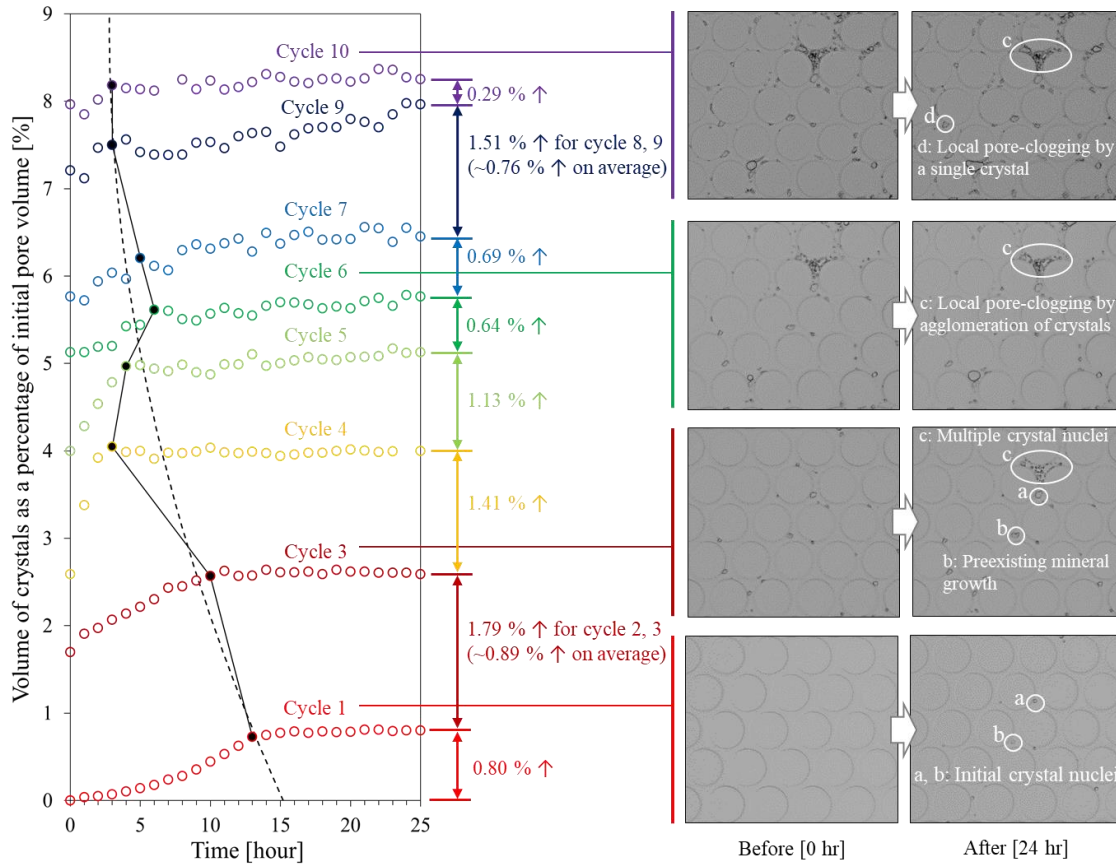 Volume of crystals as a percentage of initial pore volume [%]
9
8
7
6
5
4
3
2
1
0
0
5
10
15
20
25
Time [hour]
Cycle 10
Cycle 9
Cycle 7
Cycle 6
Cycle 5
Cycle 4
Cycle 3
Cycle 1
0.29 % ↑
1.51 % ↑ for cycle 8, 9
(~0.76 % ↑ on average)
0.69 % ↑
0.64 % ↑
1.13 % ↑
1.41 % ↑
1.79 % ↑ for cycle 2, 3
(~0.89 % ↑ on average)
0.80 % ↑
c
d
d: Local pore-clogging by
a single crystal
c
c: Local pore-clogging by
agglomeration of crystals
c: Multiple crystal nuclei
c
a
b
b: Preexisting mineral
growth
a
b
a, b: Initial crystal nuclei
Before [0 hr]
After [24 hr]